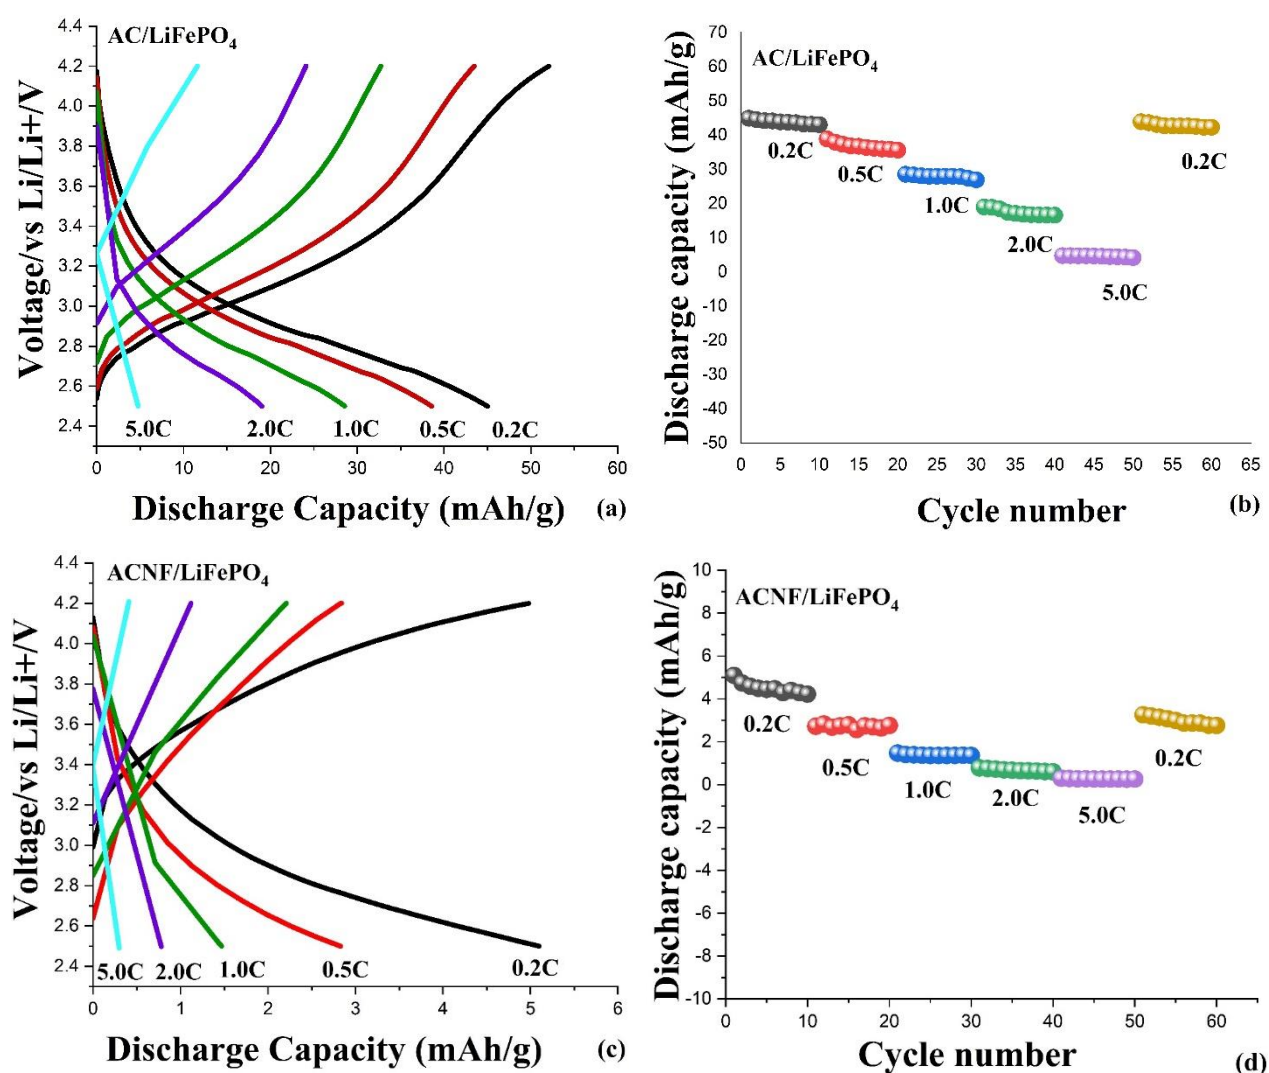 AC/LiFePO4
Voltage/vs Li/Li+/V
4.4
4.2
4.0
3.8
3.6
3.4
3.2
3.0
2.8
2.6
2.4
5.0C 2.0C 1.0C 0.5C 0.2C
0 10 20 30 40 50 60
Discharge Capacity (mAh/g) (a)
AC/LiFePO4
Discharge capacity (mAh/g)
70
60
50
40
30
20
10
0
-10
-20
-30
-40
-50
0.2C
0.5C
1.0C
2.0C
5.0C
0.2C
0 5 10 15 20 25 30 35 40 45 50 55 60 65
Cycle number (b)
ACNF/LiFePO4
Voltage/vs Li/Li+/V
4.4
4.2
4.0
3.8
3.6
3.4
3.2
3.0
2.8
2.6
2.4
5.0C 2.0C 1.0C 0.5C 0.2C
0 1 2 3 4 5 6
Discharge Capacity (mAh/g) (c)
ACNF/LiFePO4
Discharge capacity (mAh/g)
10
8
6
4
2
0
-2
-4
-6
-8
-10
0.2C
0.5C
1.0C
2.0C
5.0C
0.2C
0 10 20 30 40 50 60
Cycle number (d)